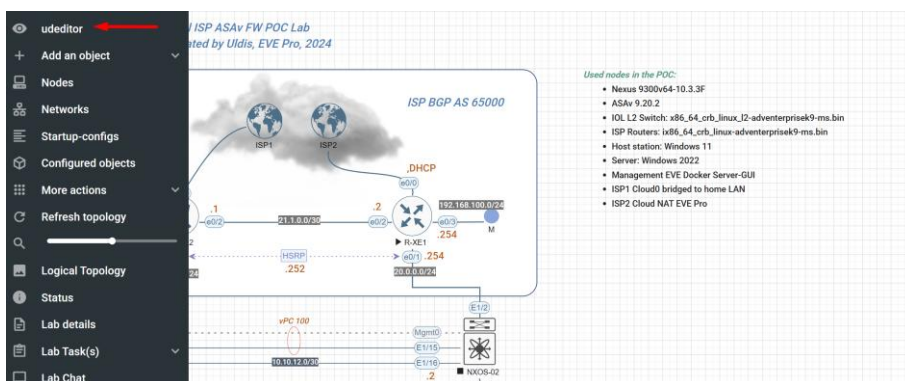 udeditor
Add an object
Nodes
Networks
Startup-configs
Configured objects
More actions
Refresh topology
Logical Topology
Status
Lab details
Lab Task(s)
Lab Chat
ISP ASAv FW POC Lab
ated by Uldis, EVE Pro, 2024
ISP BGP AS 65000
ISP1
ISP2
,DHCP
e0/0
.1
e0/2
21.1.0.0/30
.2
e0/2
192.168.100.0/24
e0/3
M
.254
R-XE1
2
HSRP
e0/1
.254
.252
24
20.0.0.0/24
E1/2
vPC 100
Mgmt0
E1/15
10.10.12.0/30
E1/16
.2
NXOS-02
Used nodes in the POC:
• Nexus 9300v64-10.3.3F
• ASAv 9.20.2
• IOL L2 Switch: x86_64_crb_linux_l2-adventerprisek9-ms.bin
• ISP Routers: ix86_64_crb_linux-adventerprisek9-ms.bin
• Host station: Windows 11
• Server: Windows 2022
• Management EVE Docker Server-GUI
• ISP1 Cloud0 bridged to home LAN
• ISP2 Cloud NAT EVE Pro